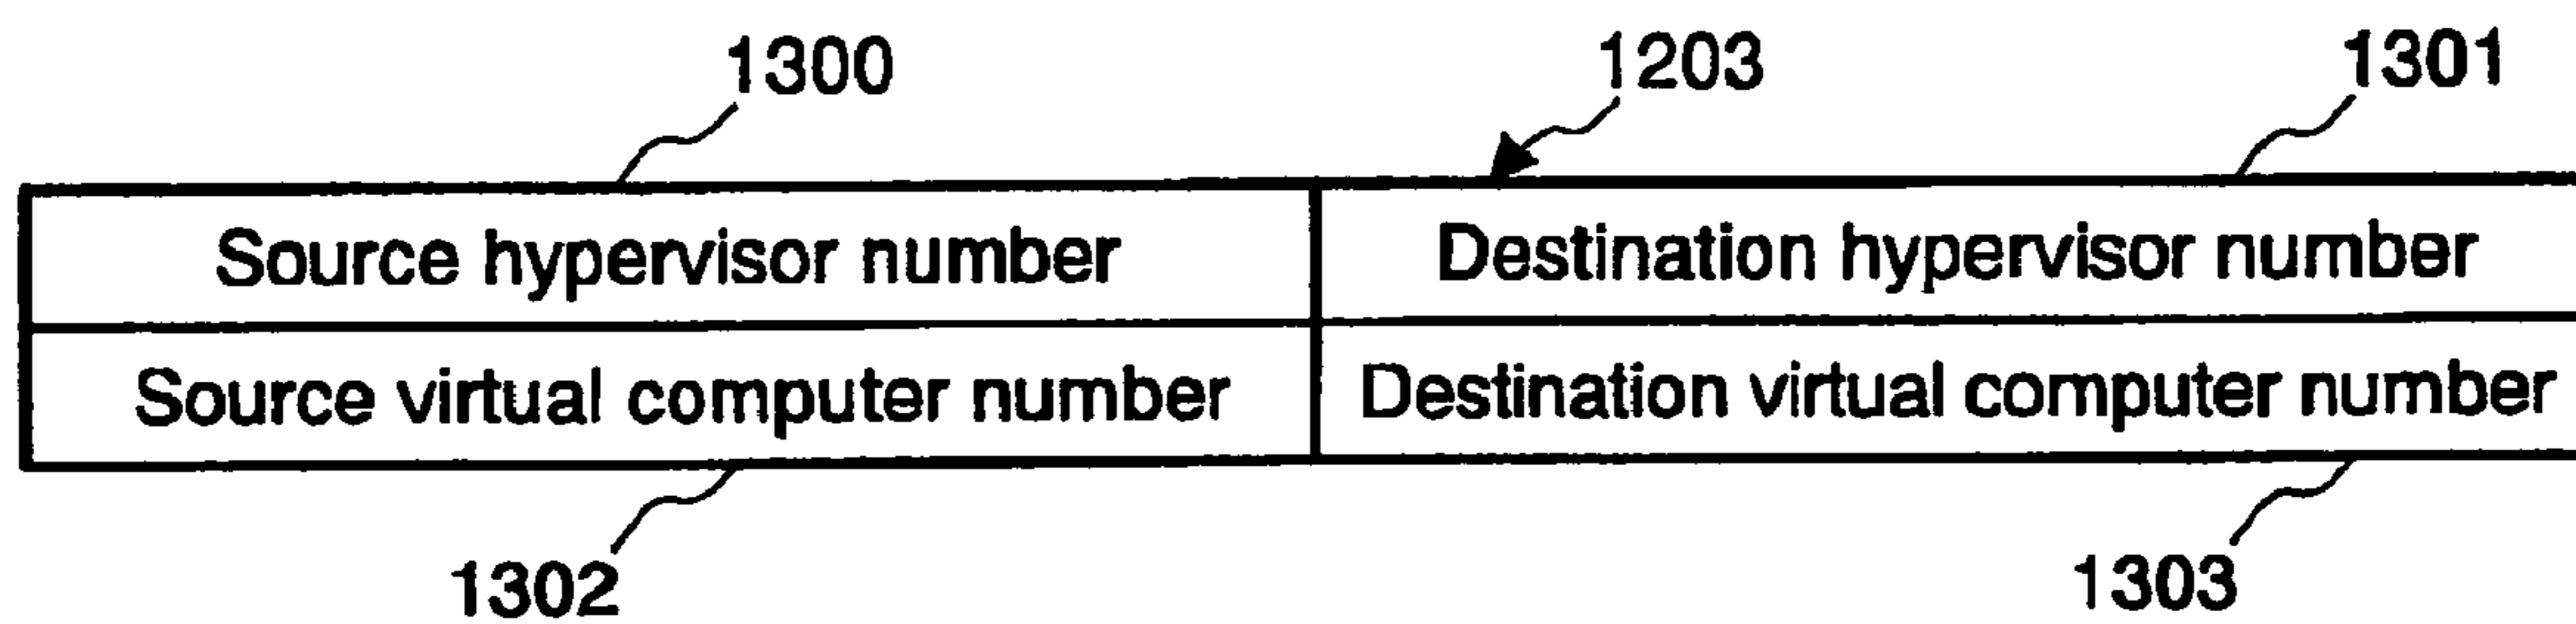 1300 1203 1301
Source hypervisor number Destination hypervisor number
Source virtual computer number Destination virtual computer number
1302 1303